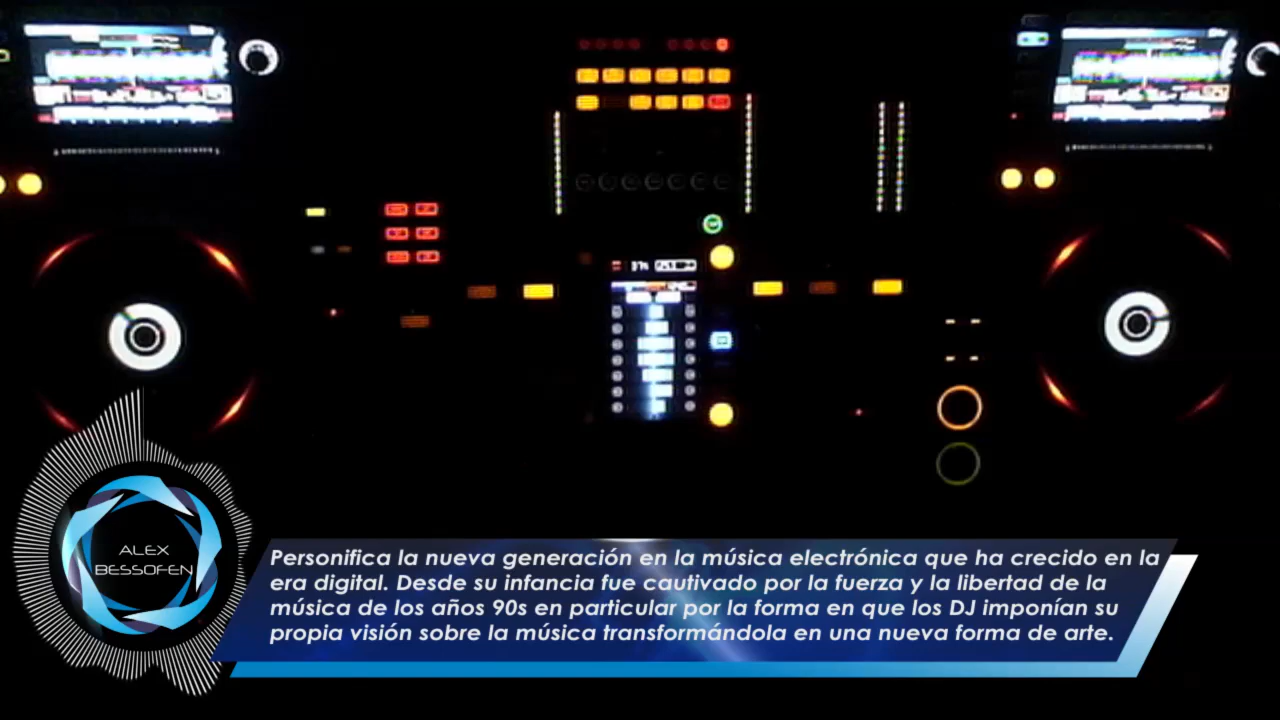 ALEX
BESSOFEN
Personifica la nueva generación en la música electrónica que ha crecido en la
era digital. Desde su infancia fue cautivado por la fuerza y la libertad de la
música de los años 90s en particular por la forma en que los DJ imponían su
propia visión sobre la música transformándola en una nueva forma de arte.